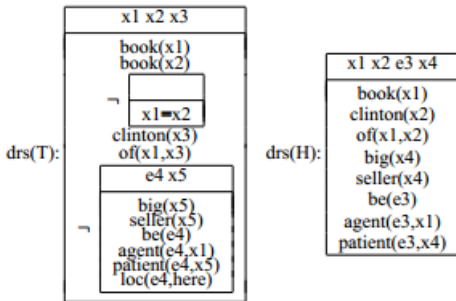 x1 x2 x3
book(x1)
book(x2)
¬
x1=x2
clinton(x3)
drs(T): of(x1,x3)
e4 x5
big(x5)
seller(x5)
¬ be(e4)
agent(e4,x1)
patient(e4,x5)
loc(e4,here)
x1 x2 e3 x4
book(x1)
clinton(x2)
of(x1,x2)
drs(H): big(x4)
seller(x4)
be(e3)
agent(e3,x1)
patient(e3,x4)